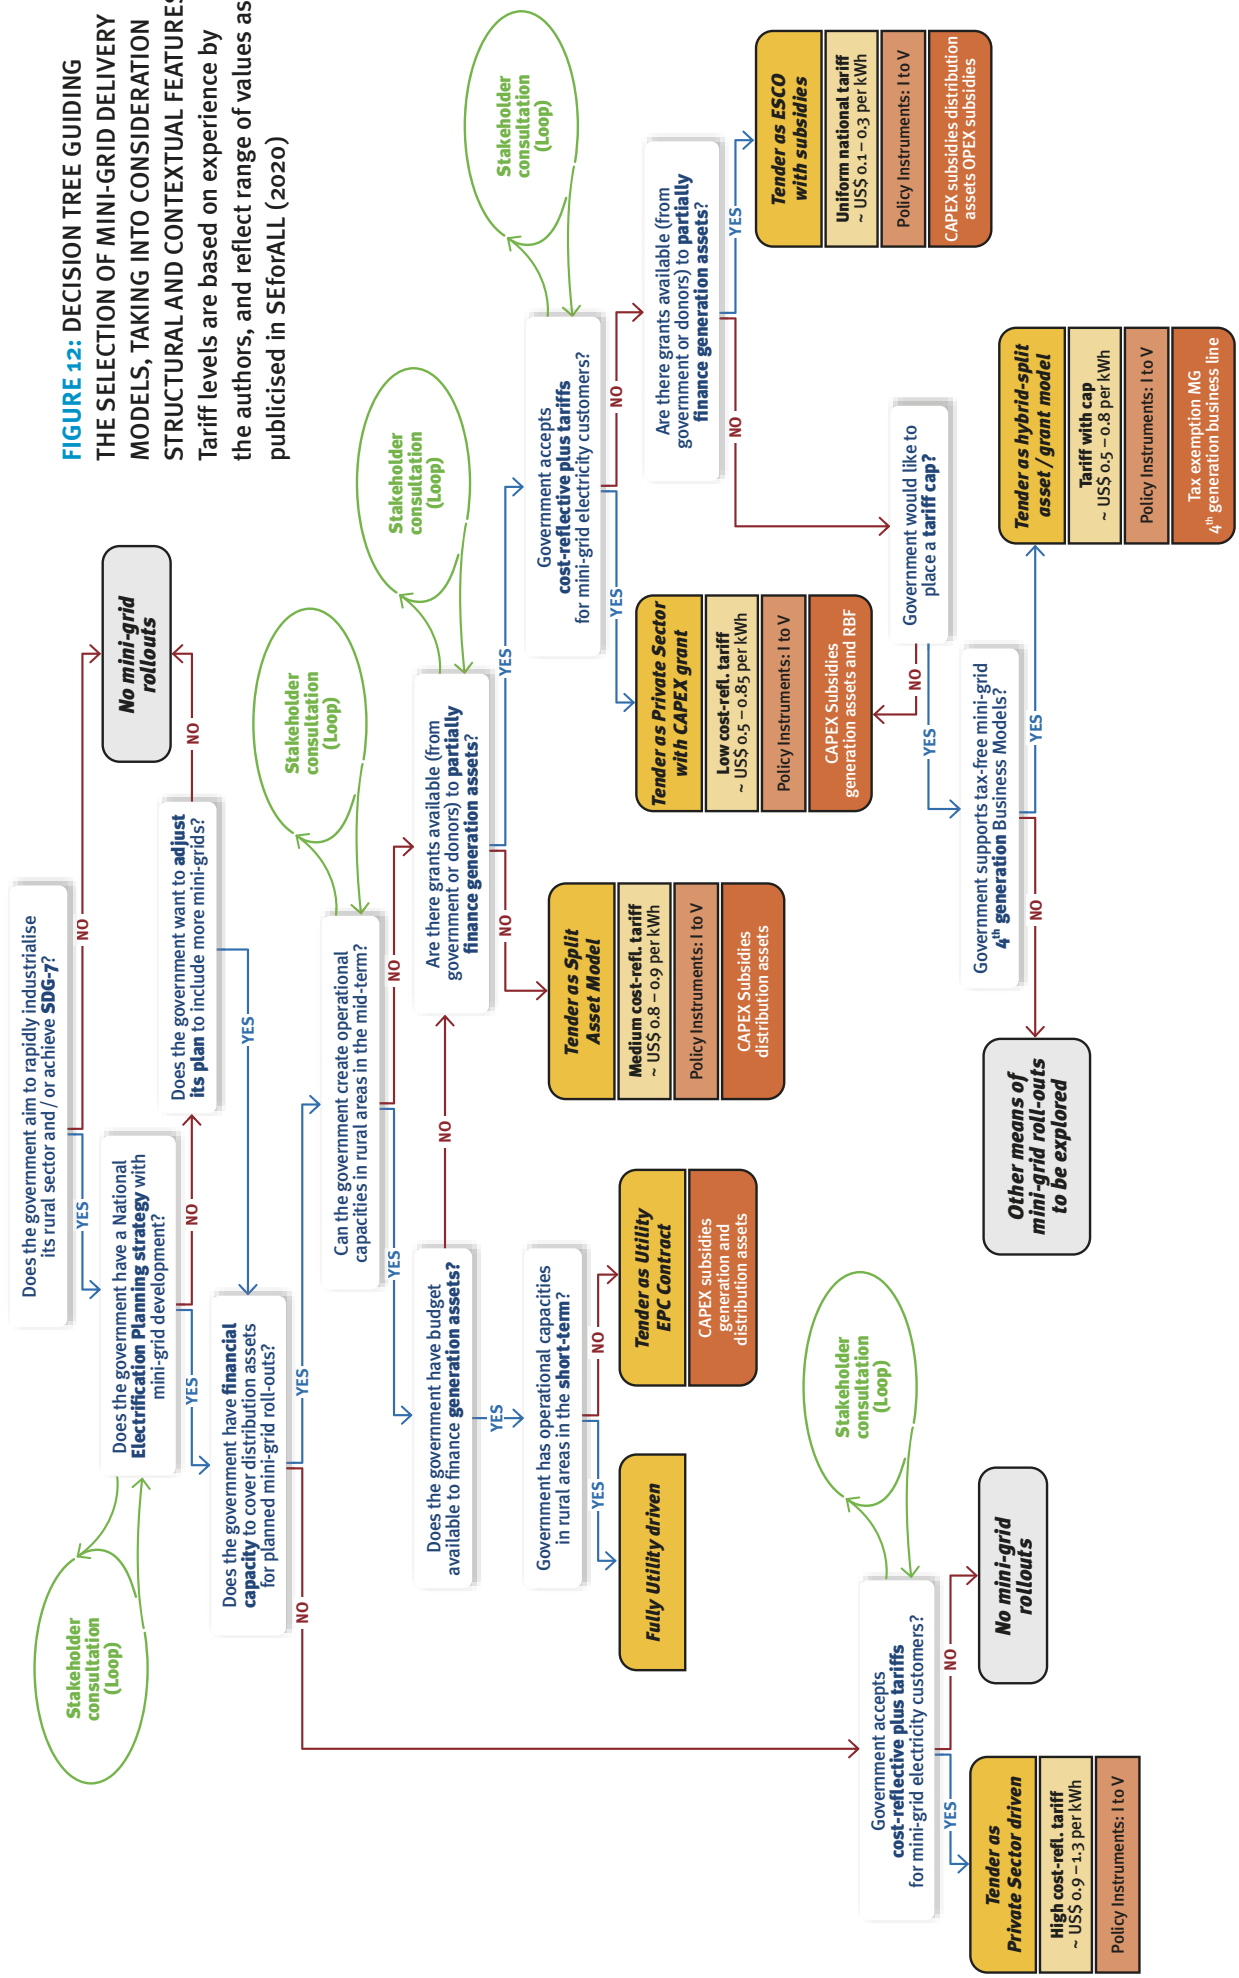 FIGURE 12: DECISION TREE GUIDING
THE SELECTION OF MINI-GRID DELIVERY
MODELS, TAKING INTO CONSIDERATION
STRUCTURAL AND CONTEXTUAL FEATURES
Tariff levels are based on experience by
the authors, and reflect range of values as
publicised in SEforALL (2020)
Does the government aim to rapidly industrialise
its rural sector and / or achieve SDG-7?
YES
NO
No mini-grid
rollouts
Stakeholder
consultation
(Loop)
Does the government have a National
Electrification Planning strategy with
mini-grid development?
YES
NO
Does the government want to adjust
its plan to include more mini-grids?
YES
NO
Does the government have financial
capacity to cover distribution assets
for planned mini-grid roll-outs?
NO
YES
Can the government create operational
capacities in rural areas in the mid-term?
YES
NO
Stakeholder
consultation
(Loop)
Does the government have budget
available to finance generation assets?
YES
NO
Are there grants available (from
government or donors) to partially
finance generation assets?
NO
YES
Stakeholder
consultation
(Loop)
Government has operational capacities
in rural areas in the short-term?
YES
NO
Government accepts
cost-reflective plus tariffs
for mini-grid electricity customers?
YES
NO
Stakeholder
consultation
(Loop)
Fully Utility driven
Tender as Utility
EPC Contract
CAPEX subsidies
generation and
distribution assets
Tender as Split
Asset Model
Medium cost-refl. tariff
~ US$ 0.8 – 0.9 per kWh
Policy Instruments: I to V
CAPEX Subsidies
distribution assets
Tender as Private Sector
with CAPEX grant
Low cost-refl. tariff
~ US$ 0.5 – 0.85 per kWh
Policy Instruments: I to V
CAPEX Subsidies
generation assets and RBF
Are there grants available (from
government or donors) to partially
finance generation assets?
NO
YES
Tender as ESCO
with subsidies
Uniform national tariff
~ US$ 0.1 – 0.3 per kWh
Policy Instruments: I to V
CAPEX subsidies distribution
assets OPEX subsidies
Government would like to
place a tariff cap?
YES
NO
Government supports tax-free mini-grid
4th generation Business Models?
NO
YES
Other means of
mini-grid roll-outs
to be explored
Tender as hybrid-split
asset / grant model
Tariff with cap
~ US$ 0.5 – 0.8 per kWh
Policy Instruments: I to V
Tax exemption MG
4th generation business line
Government accepts
cost-reflective plus tariffs
for mini-grid electricity customers?
YES
NO
Stakeholder
consultation
(Loop)
Tender as
Private Sector driven
High cost-refl. tariff
~ US$ 0.9 – 1.3 per kWh
Policy Instruments: I to V
No mini-grid
rollouts